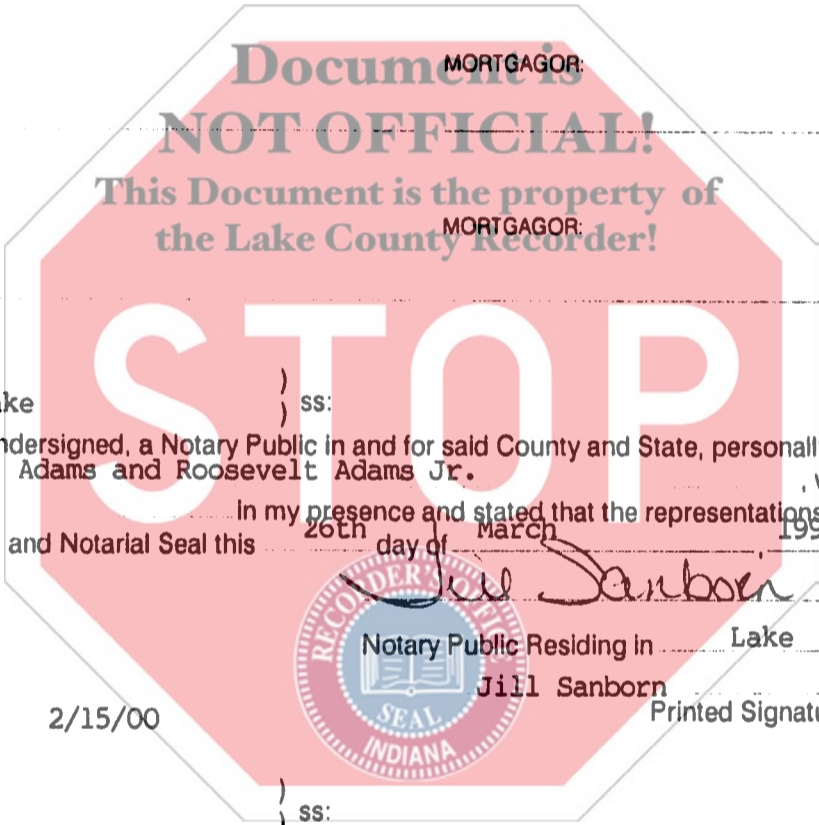 Document is
MORTGAGOR:
NOT OFFICIAL!
This Document is the property of
MORTGAGOR:
the Lake County Recorder!
STOP
ke ) ss:
)
ndersigned, a Notary Public in and for said County and State, personall
Adams and Roosevelt Adams Jr.
, 
in my presence and stated that the representations
and Notarial Seal this 26th day of March , 199
Jill Sanborn
RECORDER'S OFFICE
Notary Public Residing in Lake
Jill Sanborn
SEAL
2/15/00 Printed Signatu
INDIANA
) ss: